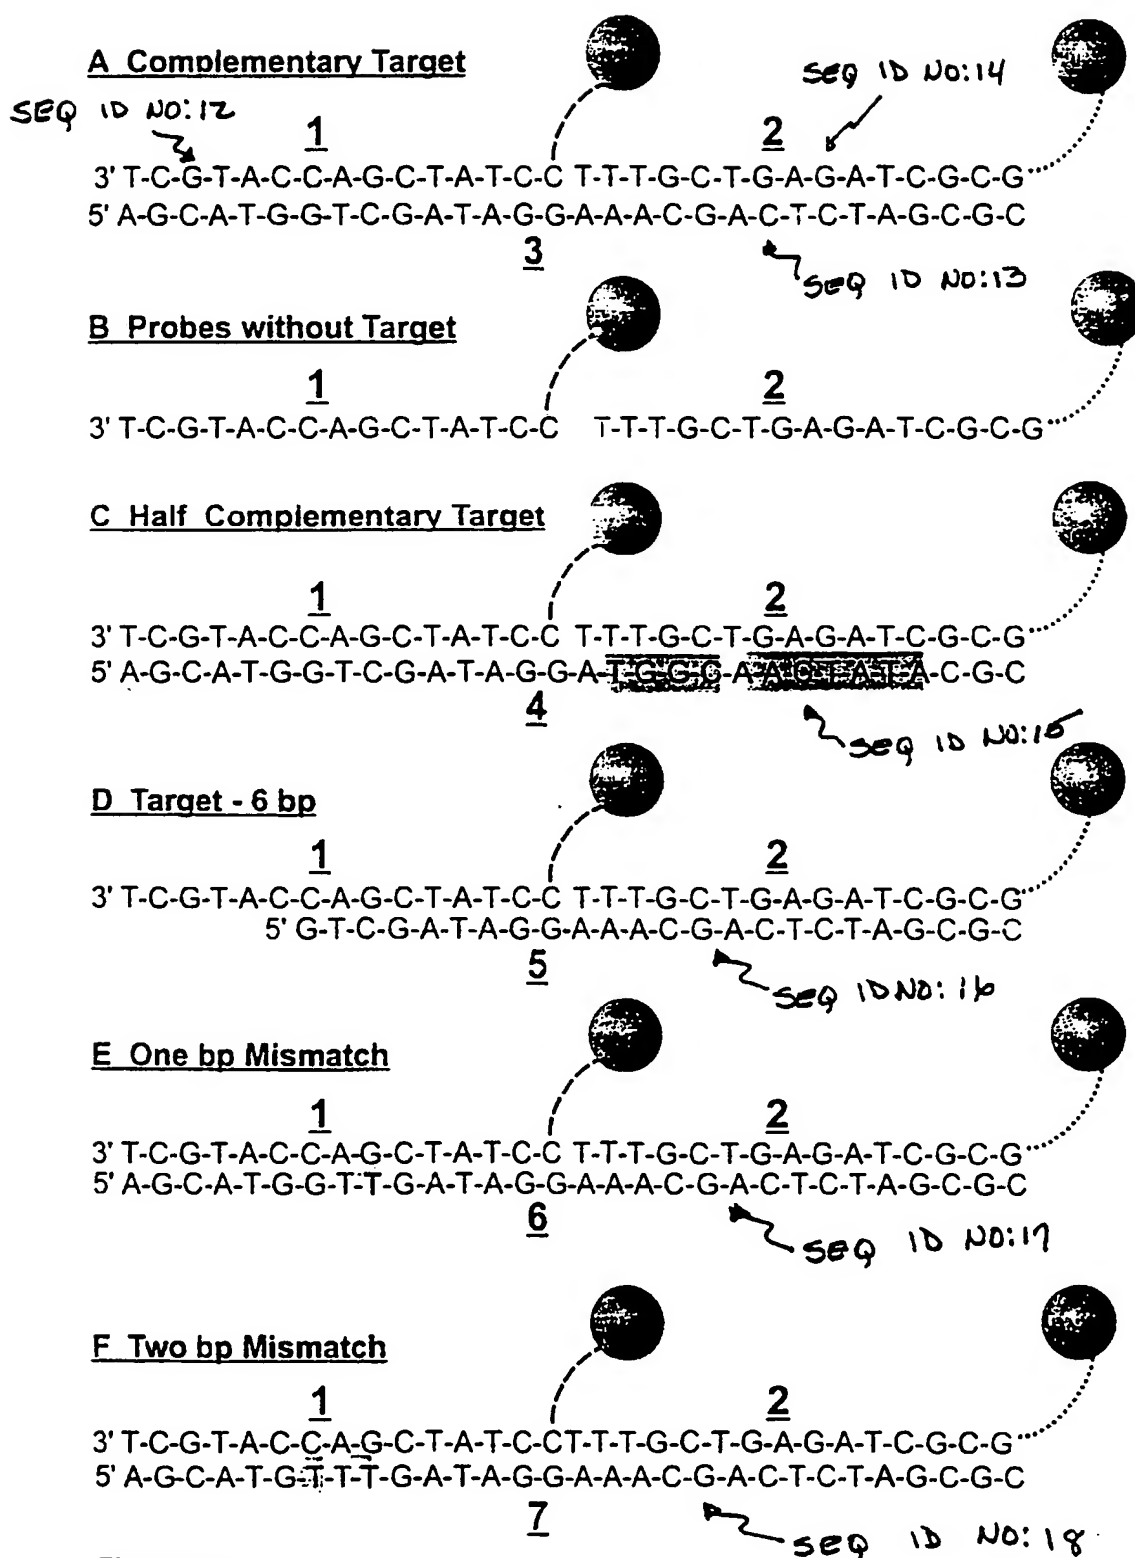 A Complementary Target
SEQ ID NO:14
SEQ ID NO:12
1 2
3' T-C-G-T-A-C-C-A-G-C-T-A-T-C-C T-T-T-G-C-T-G-A-G-A-T-C-G-C-G
5' A-G-C-A-T-G-G-T-C-G-A-T-A-G-G-A-A-A-C-G-A-C-T-C-T-A-G-C-G-C
3
SEQ ID NO:13
B Probes without Target
1 2
3' T-C-G-T-A-C-C-A-G-C-T-A-T-C-C T-T-T-G-C-T-G-A-G-A-T-C-G-C-G
C Half Complementary Target
1 2
3' T-C-G-T-A-C-C-A-G-C-T-A-T-C-C T-T-T-G-C-T-G-A-G-A-T-C-G-C-G
5' A-G-C-A-T-G-G-T-C-G-A-T-A-G-G-A-T-G-G-C-A-A-C-T-A-T-A-C-G-C
4
SEQ ID NO:15
D Target - 6 bp
1 2
3' T-C-G-T-A-C-C-A-G-C-T-A-T-C-C T-T-T-G-C-T-G-A-G-A-T-C-G-C-G
5' G-T-C-G-A-T-A-G-G-A-A-A-C-G-A-C-T-C-T-A-G-C-G-C
5
SEQ ID NO:16
E One bp Mismatch
1 2
3' T-C-G-T-A-C-C-A-G-C-T-A-T-C-C T-T-T-G-C-T-G-A-G-A-T-C-G-C-G
5' A-G-C-A-T-G-G-T-T-G-A-T-A-G-G-A-A-A-C-G-A-C-T-C-T-A-G-C-G-C
6
SEQ ID NO:17
F Two bp Mismatch
1 2
3' T-C-G-T-A-C-C-A-G-C-T-A-T-C-C-T-T-T-G-C-T-G-A-G-A-T-C-G-C-G
5' A-G-C-A-T-G-T-T-T-G-A-T-A-G-G-A-A-A-C-G-A-C-T-C-T-A-G-C-G-C
7
SEQ ID NO:18